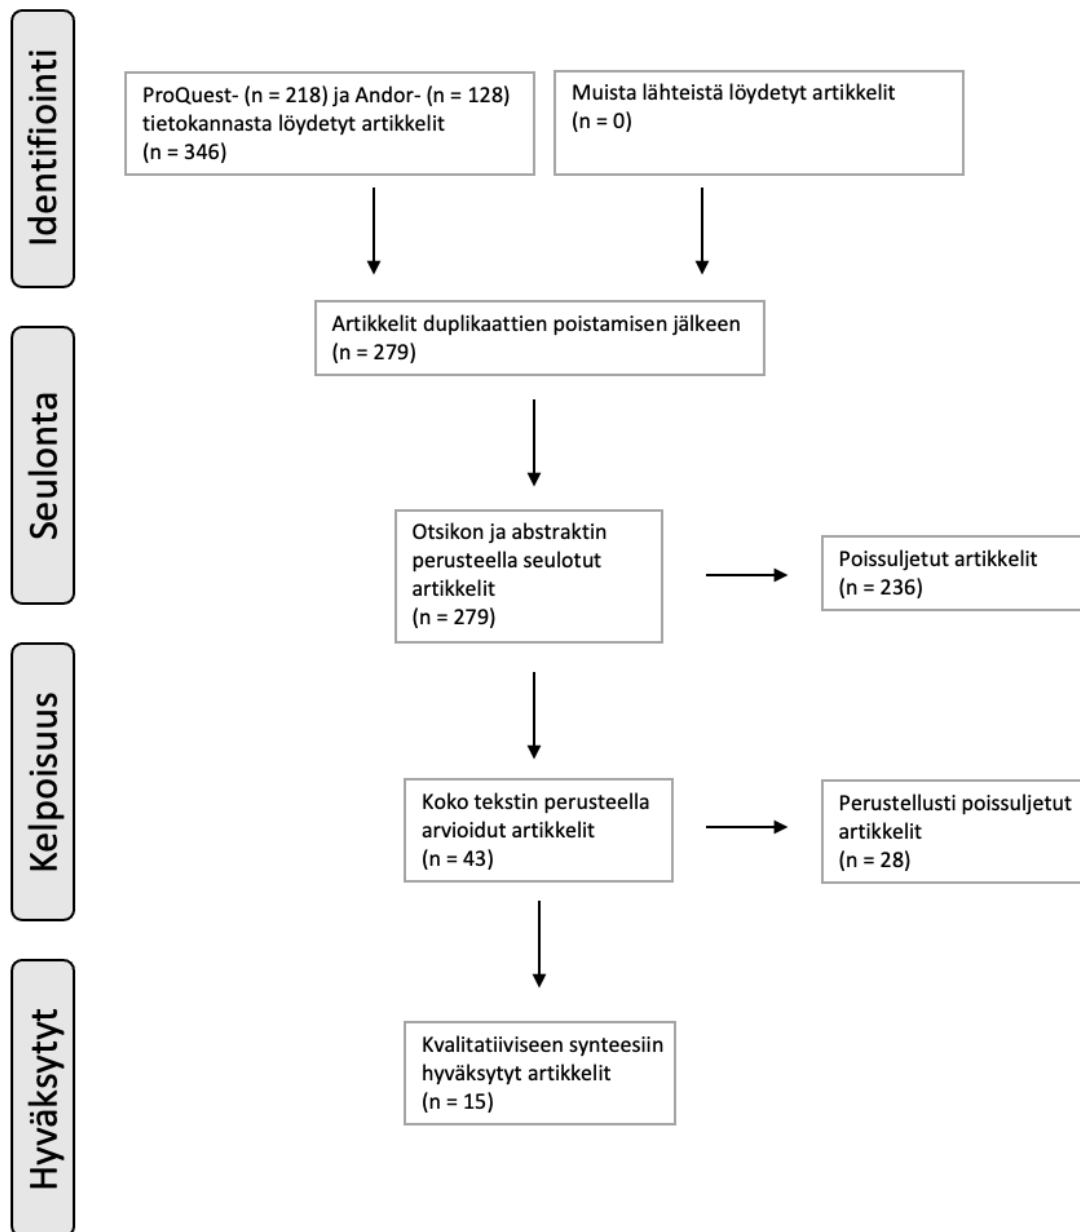 Identifiointi
ProQuest- (n = 218) ja Andor- (n = 128)
tietokannasta löydetyt artikkelit
(n = 346)
Muista lähteistä löydetyt artikkelit
(n = 0)
Artikkelit duplikaattien poistamisen jälkeen
(n = 279)
Seulonta
Otsikon ja abstraktin
perusteella seulotut
artikkelit
(n = 279)
Poissuljetut artikkelit
(n = 236)
Kelpoisuus
Koko tekstin perusteella
arvioidut artikkelit
(n = 43)
Perustellusti poissuljetut
artikkelit
(n = 28)
Hyväksytyt
Kvalitatiiviseen synteesiin
hyväksytyt artikkelit
(n = 15)